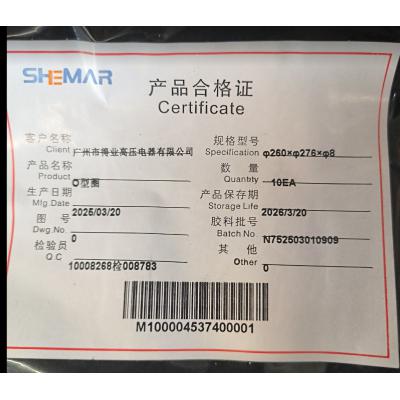 SHEMAR
产品合格证
Certificate
客户名称 广州市得业高压电器有限公司 规格型号
Client Specification φ260×φ276×φ8
产品名称 O型圈 数量
Product Quantity 10EA
生产日期 产品保存期
Mfg Date 2025/03/20 Storage Life 2026/3/20
图号 胶料批号
Dwg.No. 0 Batch No. N752503010909
检验员 其他
Q.C 10008268检008783 Other 0
M100004537400001